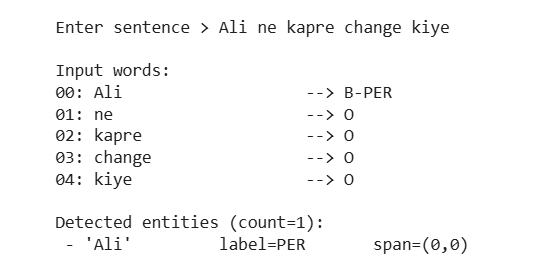 Enter sentence > Ali ne kapre change kiye
Input words:
00: Ali --> B-PER
01: ne --> O
02: kapre --> O
03: change --> O
04: kiye --> O
Detected entities (count=1):
- 'Ali' label=PER span=(0,0)